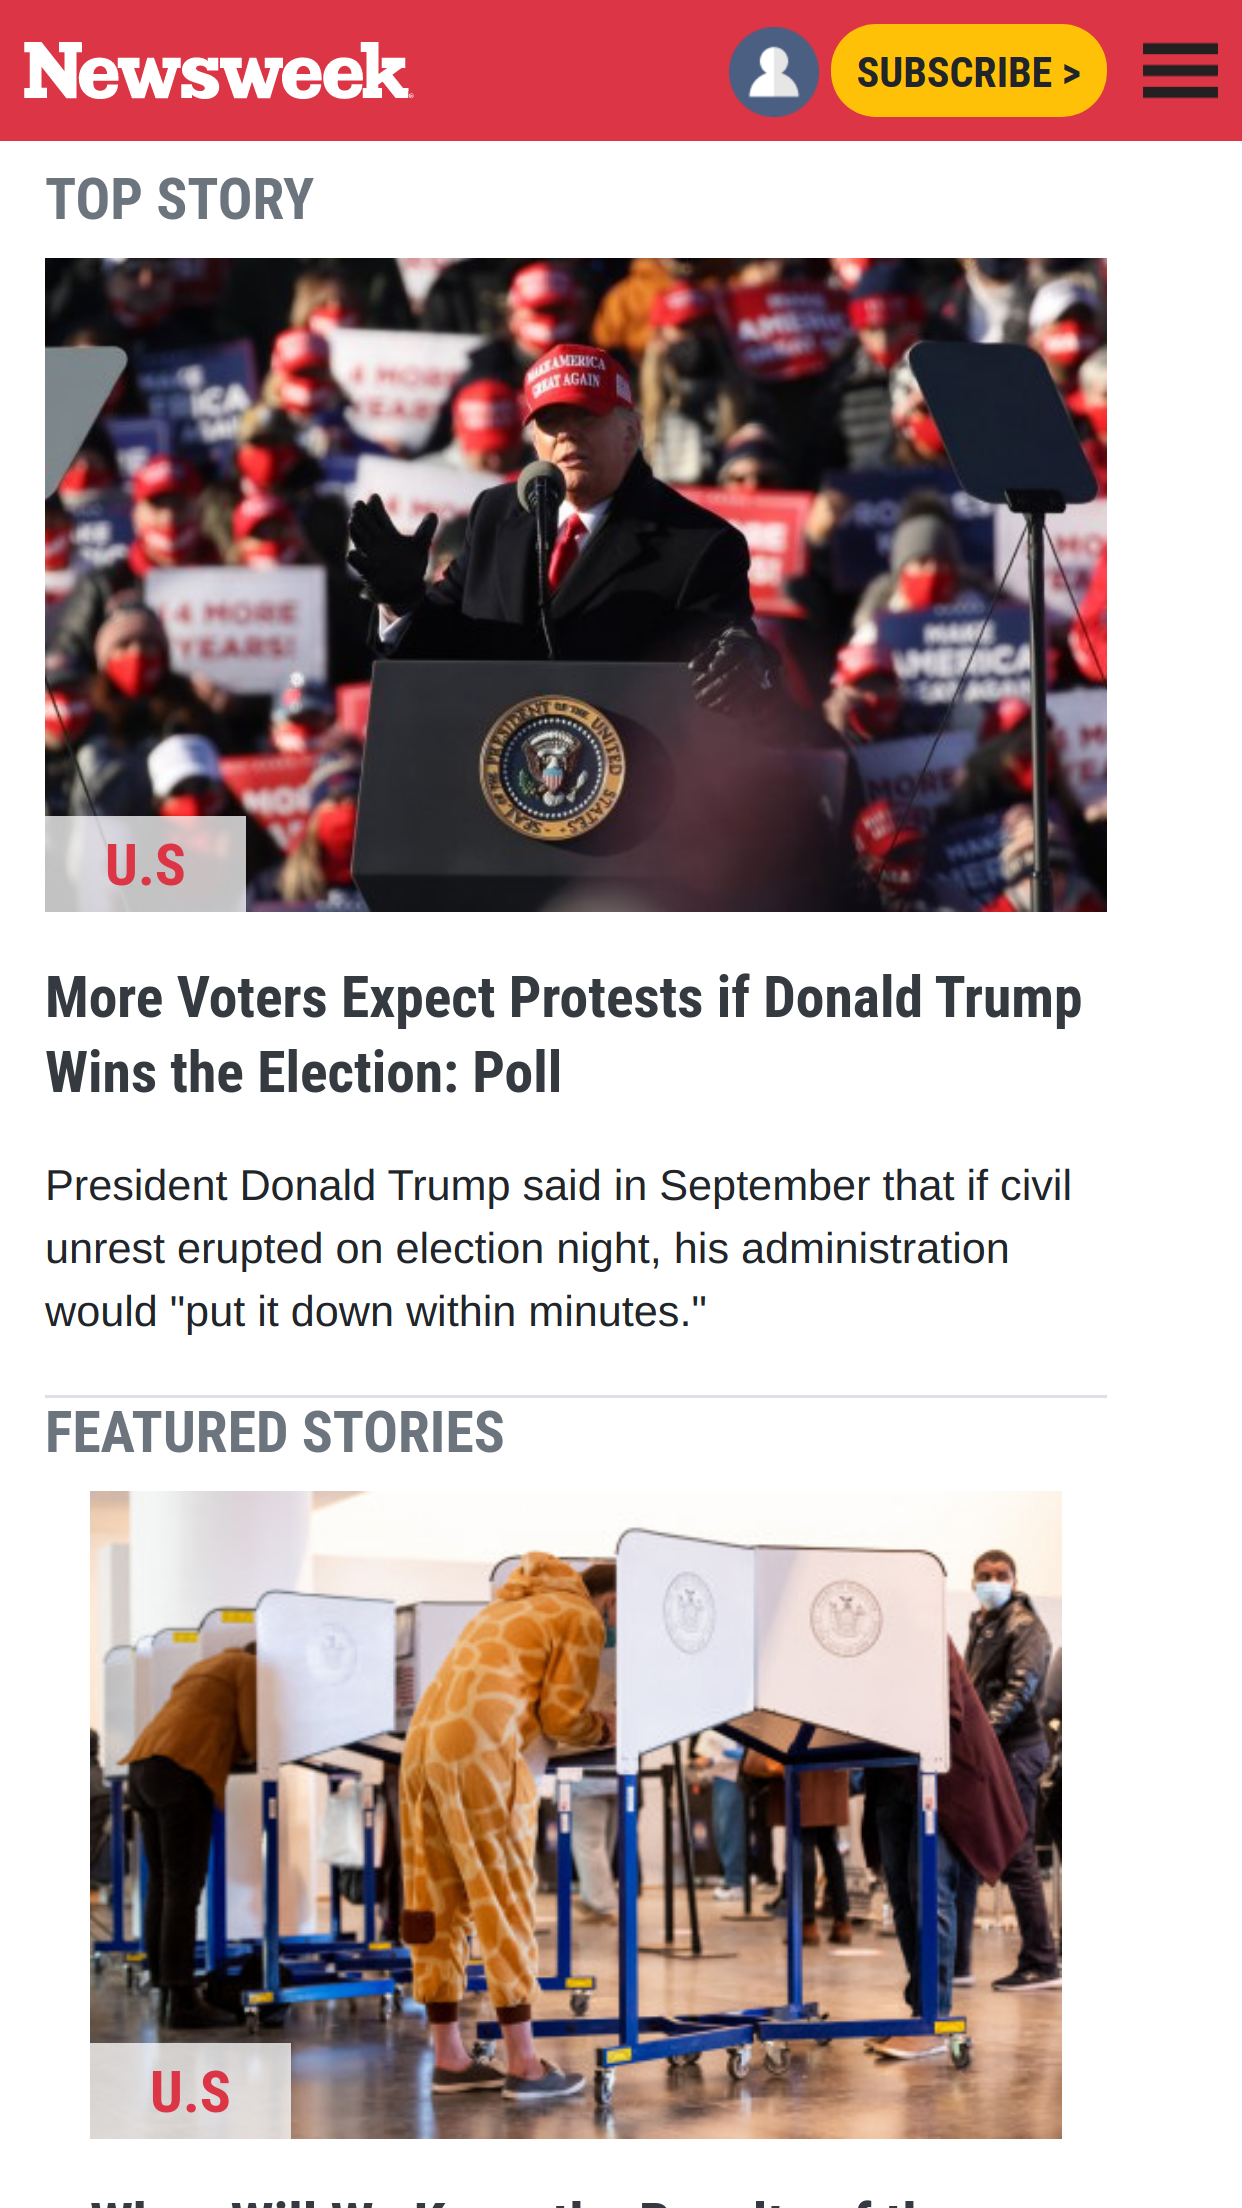 Newsweek
SUBSCRIBE >
TOP STORY
MAKE AMERICA
GREAT AGAIN
4 MORE
YEARS!
MAKE
AMERICA
SEAL OF THE PRESIDENT OF THE UNITED STATES
U.S
More Voters Expect Protests if Donald Trump
Wins the Election: Poll
President Donald Trump said in September that if civil
unrest erupted on election night, his administration
would "put it down within minutes."
FEATURED STORIES
U.S